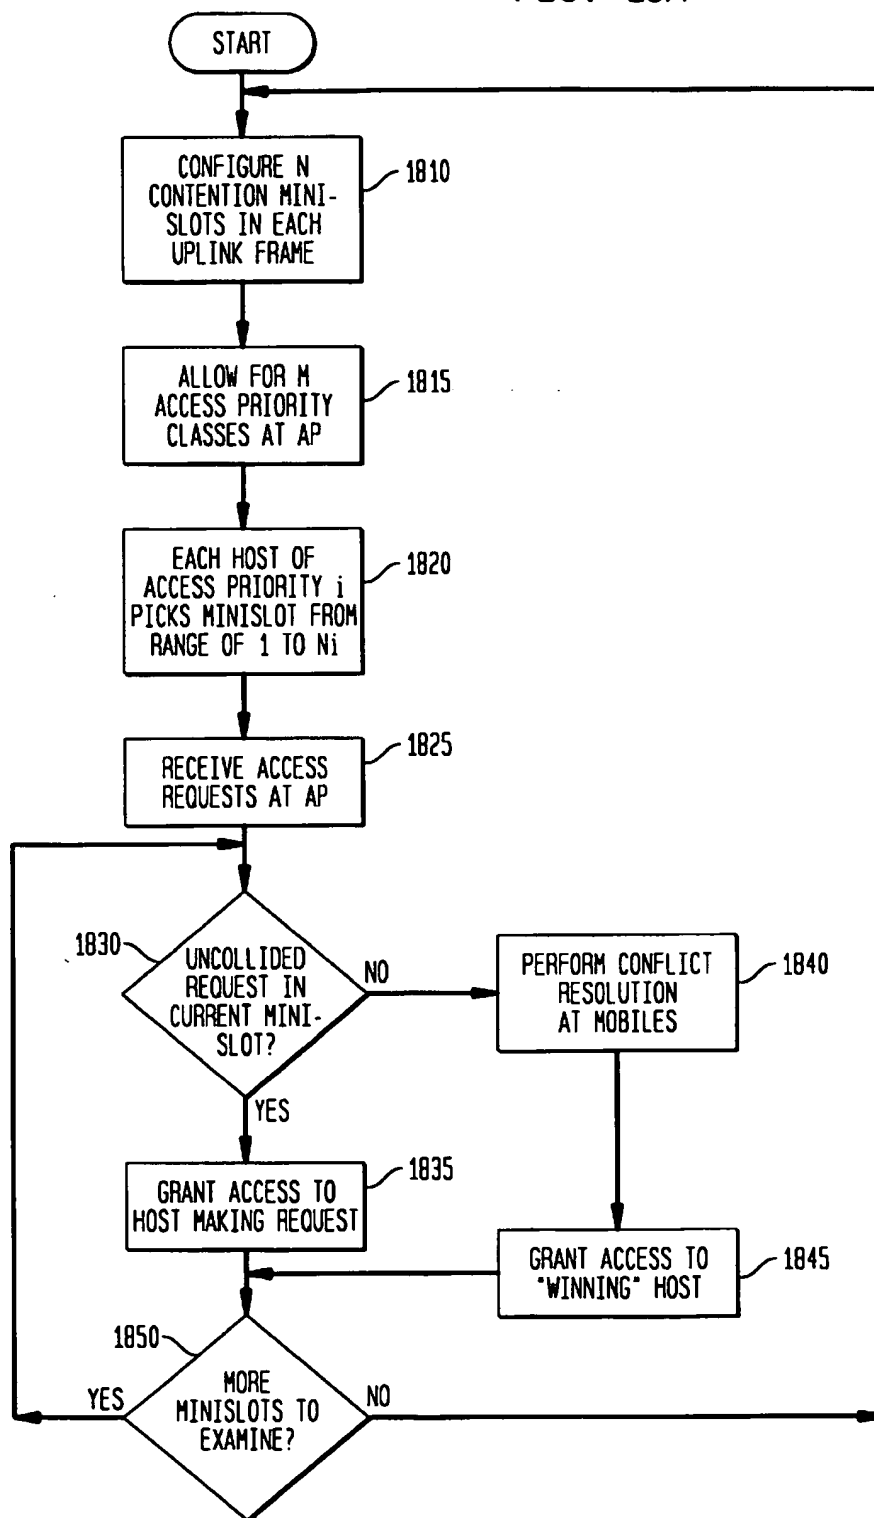 START
CONFIGURE N
CONTENTION MINI-
SLOTS IN EACH
UPLINK FRAME
1810
ALLOW FOR M
ACCESS PRIORITY
CLASSES AT AP
1815
EACH HOST OF
ACCESS PRIORITY i
PICKS MINISLOT FROM
RANGE OF 1 TO Ni
1820
RECEIVE ACCESS
REQUESTS AT AP
1825
1830
UNCOLLIDED
REQUEST IN
CURRENT MINI-
SLOT?
NO
YES
PERFORM CONFLICT
RESOLUTION
AT MOBILES
1840
GRANT ACCESS TO
HOST MAKING REQUEST
1835
GRANT ACCESS TO
"WINNING" HOST
1845
1850
MORE
MINISLOTS TO
EXAMINE?
YES
NO